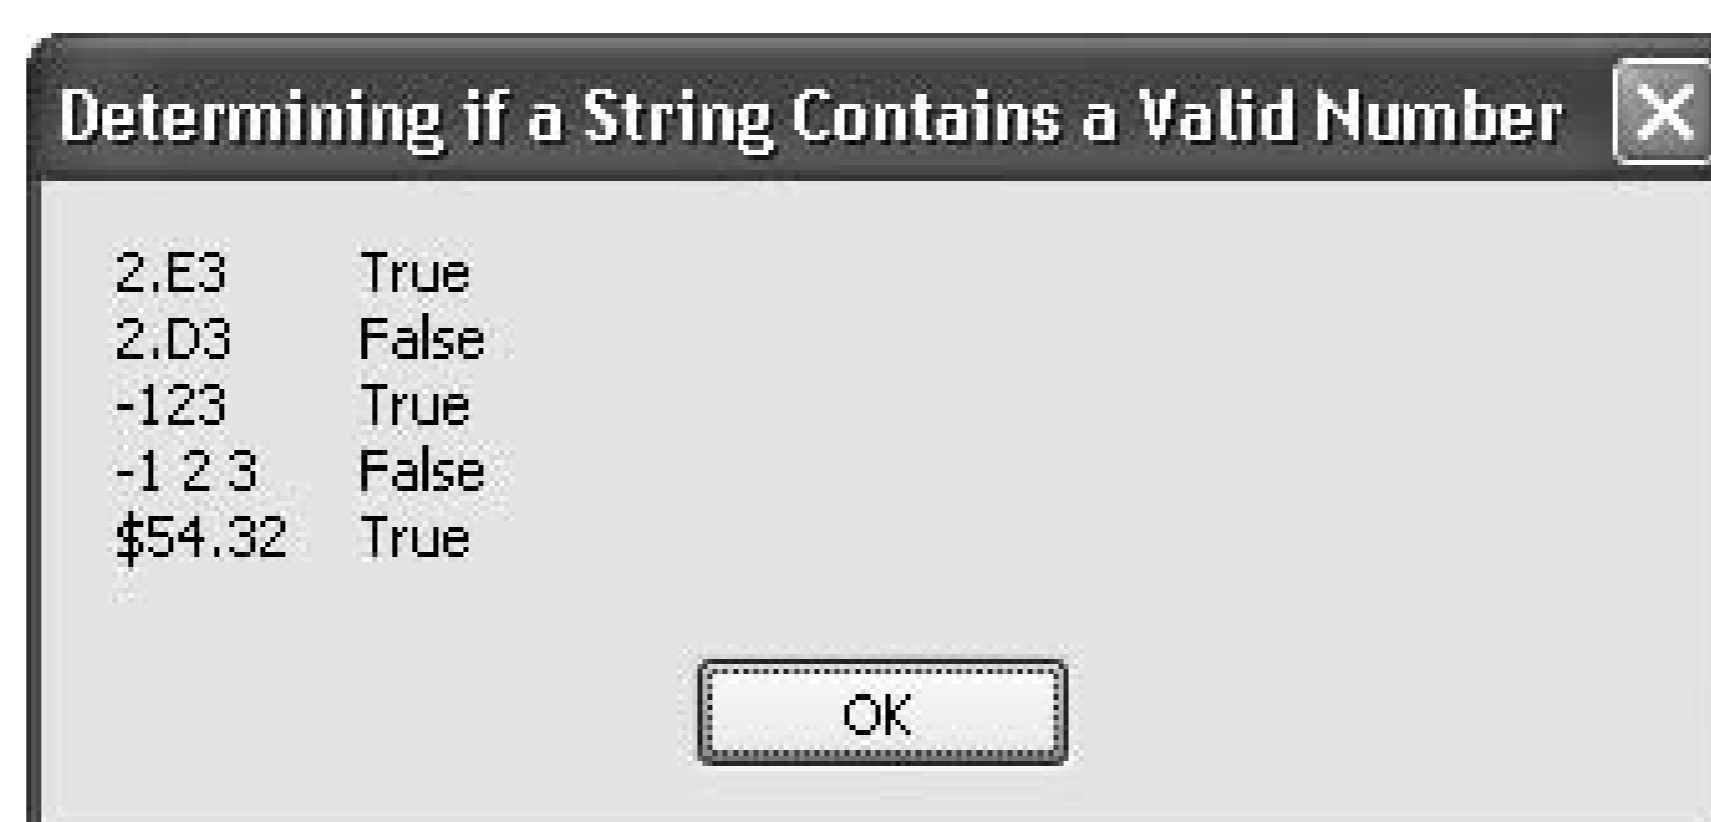 Determining if a String Contains a Valid Number
2.E3 True
2.D3 False
-123 True
-1 2 3 False
$54.32 True
OK